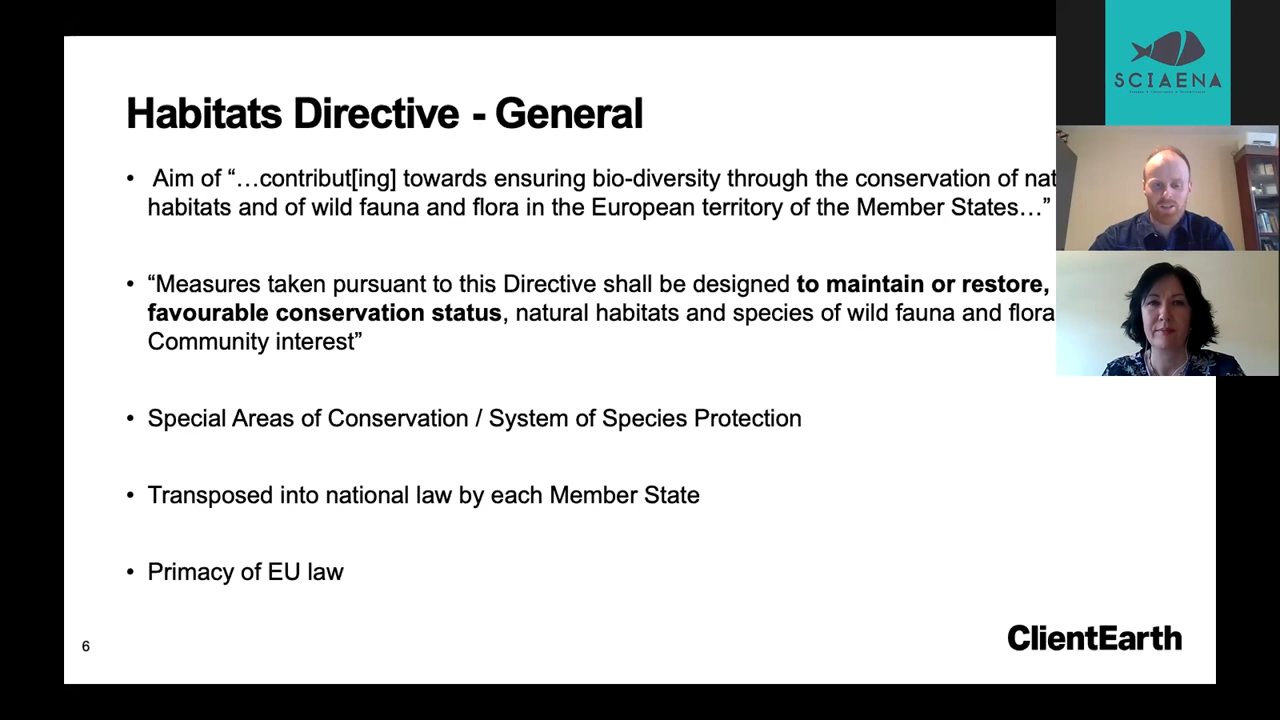 Habitats Directive - General
• Aim of “…contribut[ing] towards ensuring bio-diversity through the conservation of nat
habitats and of wild fauna and flora in the European territory of the Member States…”
• “Measures taken pursuant to this Directive shall be designed to maintain or restore,
favourable conservation status, natural habitats and species of wild fauna and flora
Community interest”
• Special Areas of Conservation / System of Species Protection
• Transposed into national law by each Member State
• Primacy of EU law
6
ClientEarth
SCIAENA